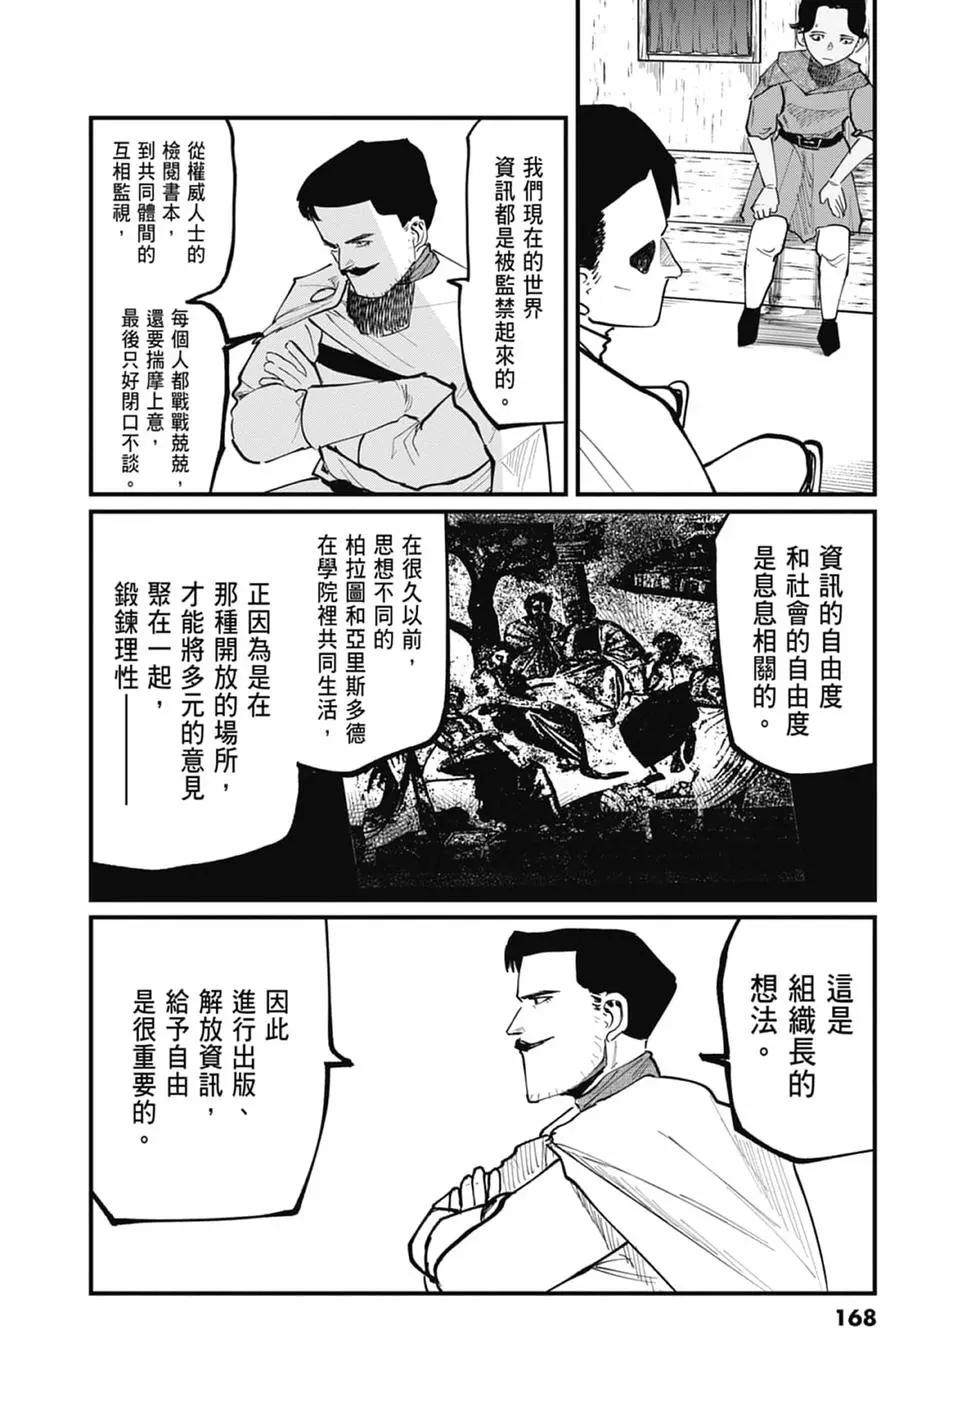 我們現在的世界
資訊都是被監禁起來的。
從權威人士的
檢閱書本，
到共同體間的
互相監視，
每個人都戰戰兢兢，
還要揣摩上意，
最後只好閉口不談。
資訊的自由度
和社會的自由度
是息息相關的。
在很久以前，
思想不同的
柏拉圖和亞里斯多德
在學院裡共同生活，
正因為是在
那種開放的場所，
才能將多元的意見
聚在一起，
鍛鍊理性——
這是
組織長的
想法。
因此
進行出版、
解放資訊，
給予自由
是很重要的。
168